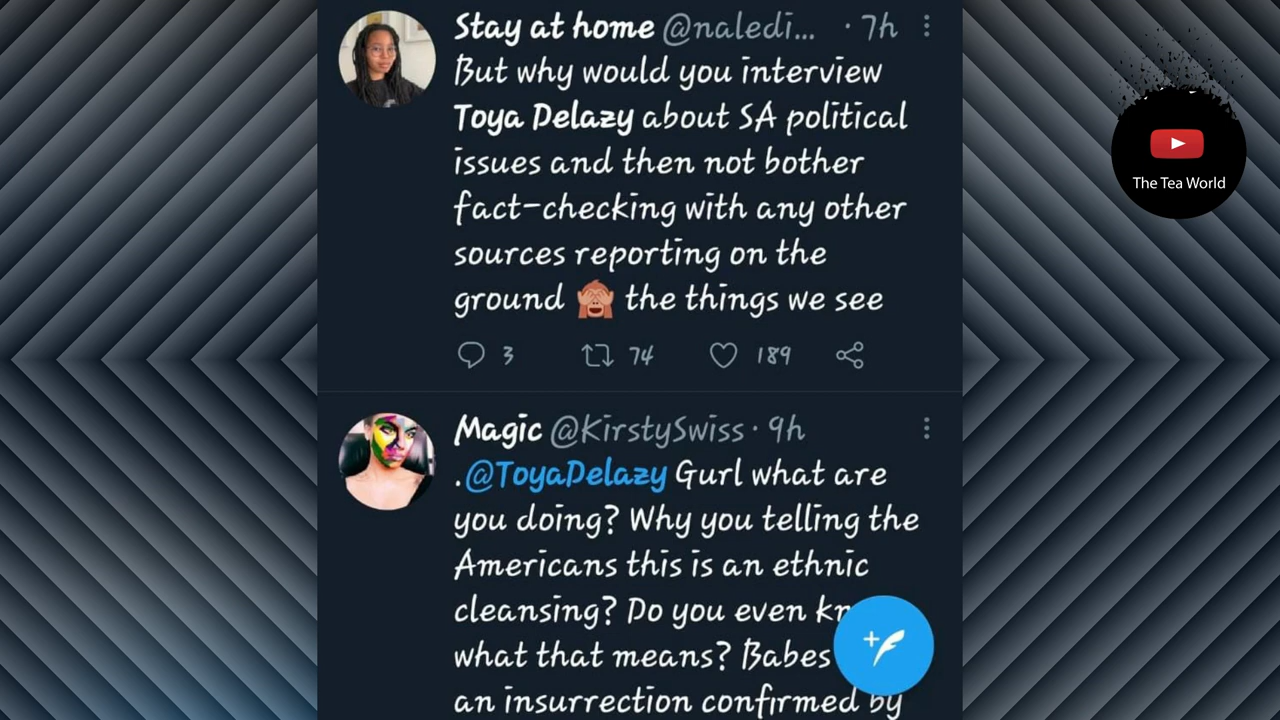 Stay at home @naledi... · 7h
But why would you interview
Toya Delazy about SA political
issues and then not bother
fact-checking with any other
sources reporting on the
ground 🙈 the things we see
3 74 189
Magic @KirstySwiss · 9h
.@ToyaDelazy Gurl what are
you doing? Why you telling the
Americans this is an ethnic
cleansing? Do you even
what that means? Babes
an insurrection confirmed by
The Tea World